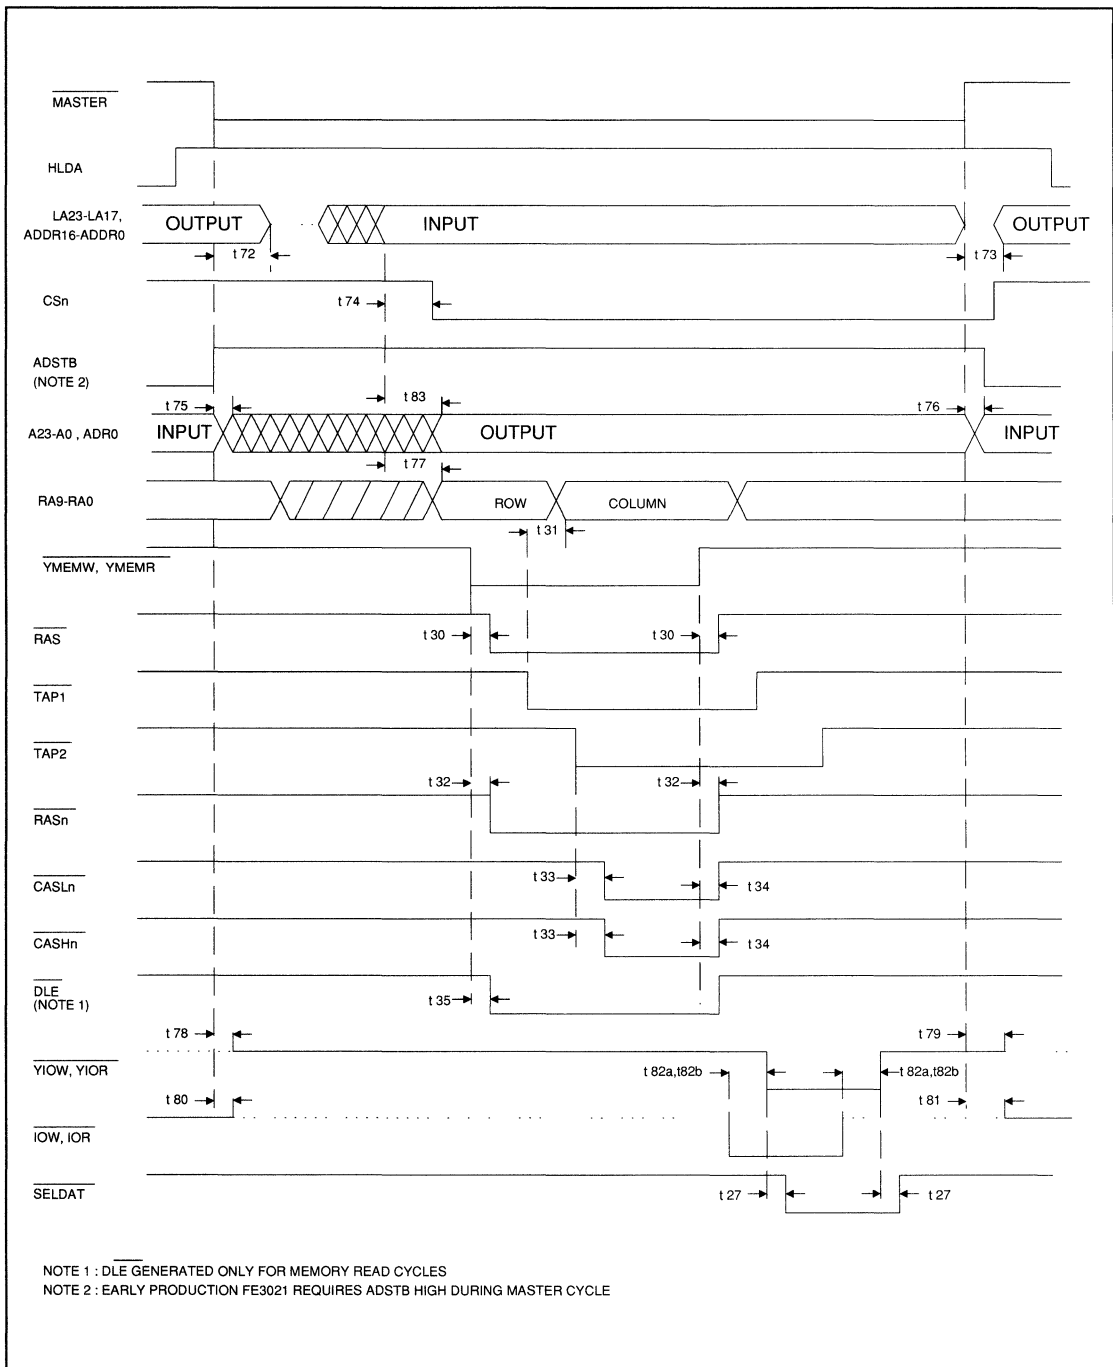 MASTER
HLDA
LA23-LA17,
ADDR16-ADDR0
OUTPUT
INPUT
OUTPUT
t 72
t 73
CSn
t 74
ADSTB
(NOTE 2)
t 75
t 83
t 76
A23-A0 , ADR0
INPUT
OUTPUT
INPUT
t 77
RA9-RA0
ROW
COLUMN
t 31
YMEMW, YMEMR
RAS
t 30
t 30
TAP1
TAP2
t 32
t 32
RASn
CASLn
t 33
t 34
CASHn
t 33
t 34
DLE
(NOTE 1)
t 35
t 78
t 79
YIOW, YIOR
t 82a,t82b
t 82a,t82b
t 80
t 81
IOW, IOR
SELDAT
t 27
t 27
NOTE 1 : DLE GENERATED ONLY FOR MEMORY READ CYCLES
NOTE 2 : EARLY PRODUCTION FE3021 REQUIRES ADSTB HIGH DURING MASTER CYCLE